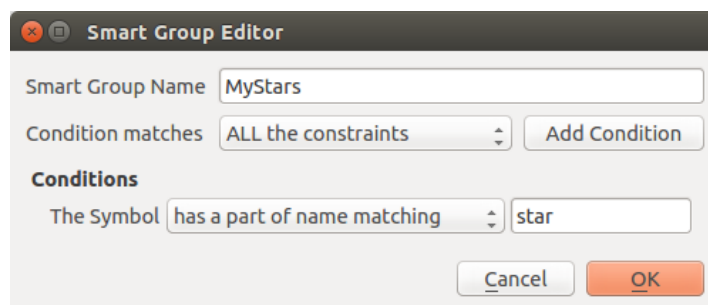 Smart Group Editor
Smart Group Name MyStars
Condition matches ALL the constraints Add Condition
Conditions
The Symbol has a part of name matching star
Cancel OK